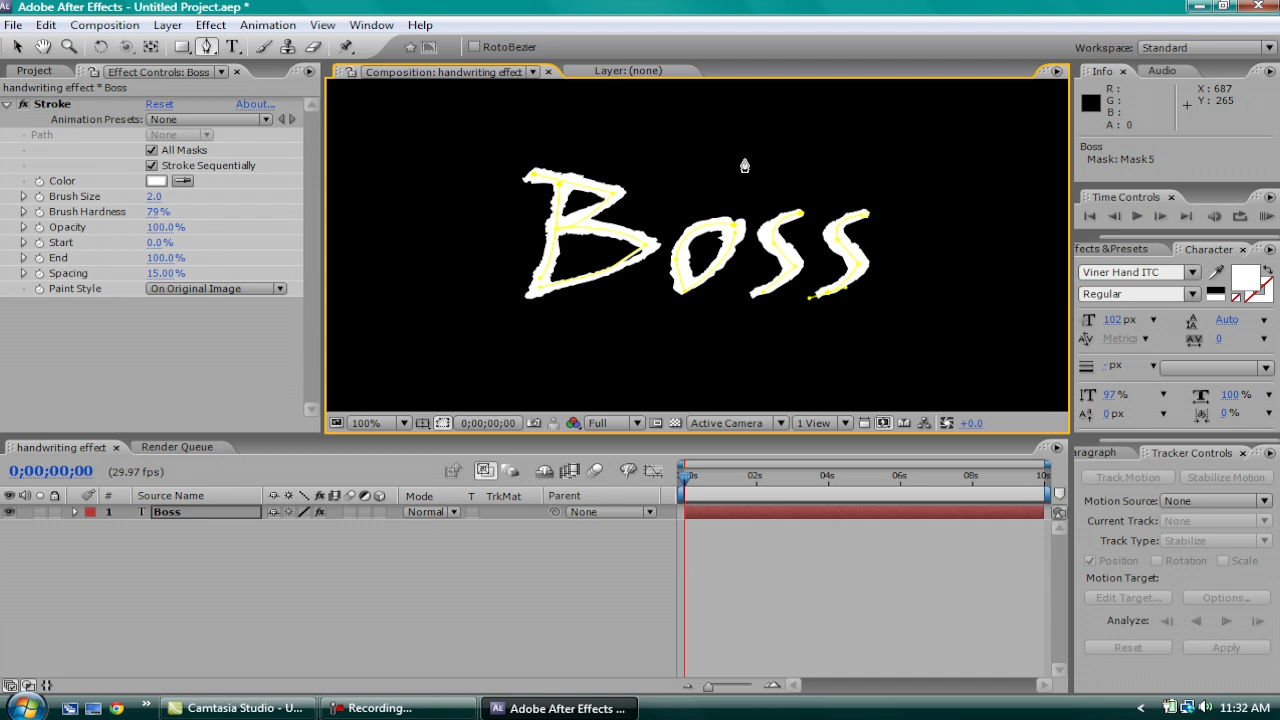 Adobe After Effects - Untitled Project.aep *
File Edit Composition Layer Effect Animation View Window Help
RotoBezier
Workspace: Standard
Project Effect Controls: Boss
Composition: handwriting effect Layer: (none)
Info Audio
handwriting effect * Boss
Stroke Reset About...
Animation Presets: None
Path None
All Masks
Stroke Sequentially
Color
Brush Size 2.0
Brush Hardness 79%
Opacity 100.0%
Start 0.0%
End 100.0%
Spacing 15.00%
Paint Style On Original Image
Boss
R: X: 687
G: Y: 265
B:
A: 0
Boss
Mask: Mask5
Time Controls
ffects & Presets Character
Viner Hand ITC
Regular
102 px Auto
Metrics 0
- px
97 % 100 %
0 px 0 %
100% 0;00;00;00 Full Active Camera 1 View +0.0
handwriting effect Render Queue
0;00;00;00 (29.97 fps)
0s 02s 04s 06s 08s 10s
# Source Name Mode T TrkMat Parent
1 T Boss Normal None
aragraph Tracker Controls
Track Motion Stabilize Motion
Motion Source: None
Current Track: None
Track Type: Stabilize
Position Rotation Scale
Motion Target:
Edit Target... Options...
Analyze:
Reset Apply
Camtasia Studio - U... Recording... Adobe After Effects ... 11:32 AM